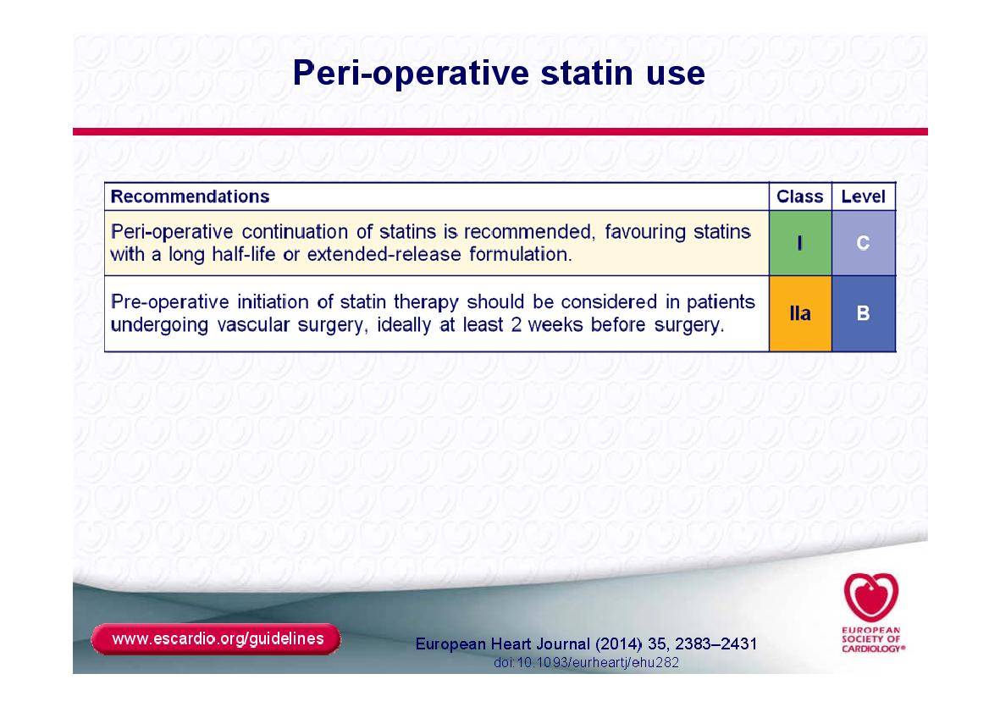 Peri-operative statin use
Recommendations Class Level
Peri-operative continuation of statins is recommended, favouring statins
with a long half-life or extended-release formulation.
I C
Pre-operative initiation of statin therapy should be considered in patients
undergoing vascular surgery, ideally at least 2 weeks before surgery.
IIa B
www.escardio.org/guidelines
European Heart Journal (2014) 35, 2383–2431
doi:10.1093/eurheartj/ehu282
EUROPEAN
SOCIETY OF
CARDIOLOGY®